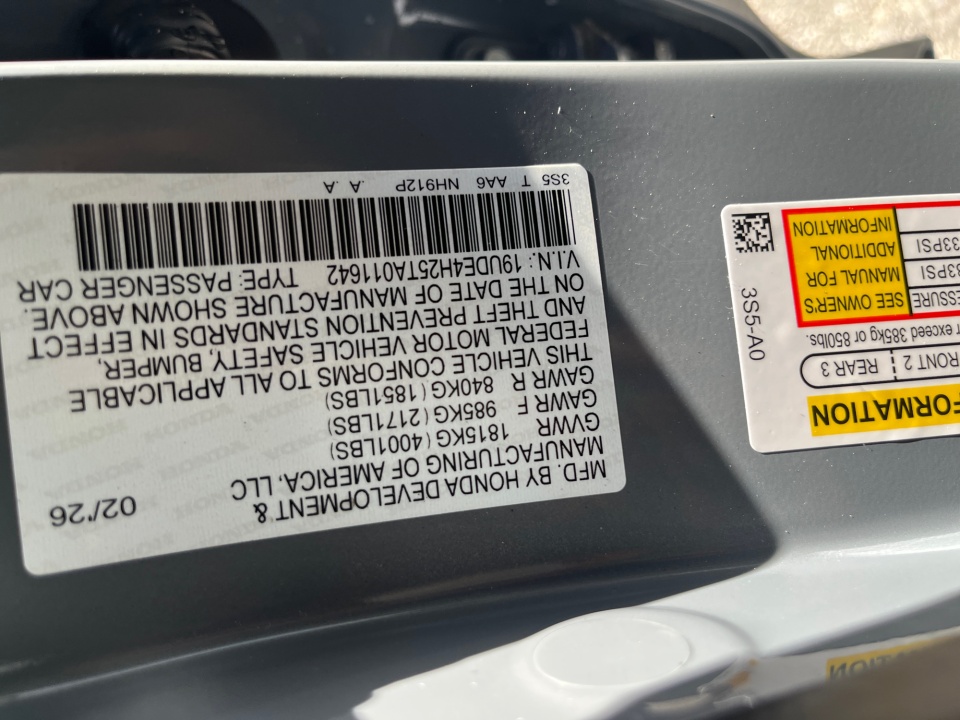 MFD. BY HONDA DEVELOPMENT &
MANUFACTURING OF AMERICA, LLC 02/'26
GVWR 1815KG (4001LBS)
GAWR F 985KG (2171LBS)
GAWR R 840KG (1851LBS)
THIS VEHICLE CONFORMS TO ALL APPLICABLE
FEDERAL MOTOR VEHICLE SAFETY, BUMPER,
AND THEFT PREVENTION STANDARDS IN EFFECT
ON THE DATE OF MANUFACTURE SHOWN ABOVE.
V.I.N.: 19UDE4H25TA011642 TYPE: PASSENGER CAR
3S5 T AA6 NH912P .A .A
FORMATION
RONT 2 REAR 3
r exceed 385kg or 850lbs.
ESSURE SEE OWNER'S
33PSI MANUAL FOR
33PSI ADDITIONAL
INFORMATION
3S5-A0